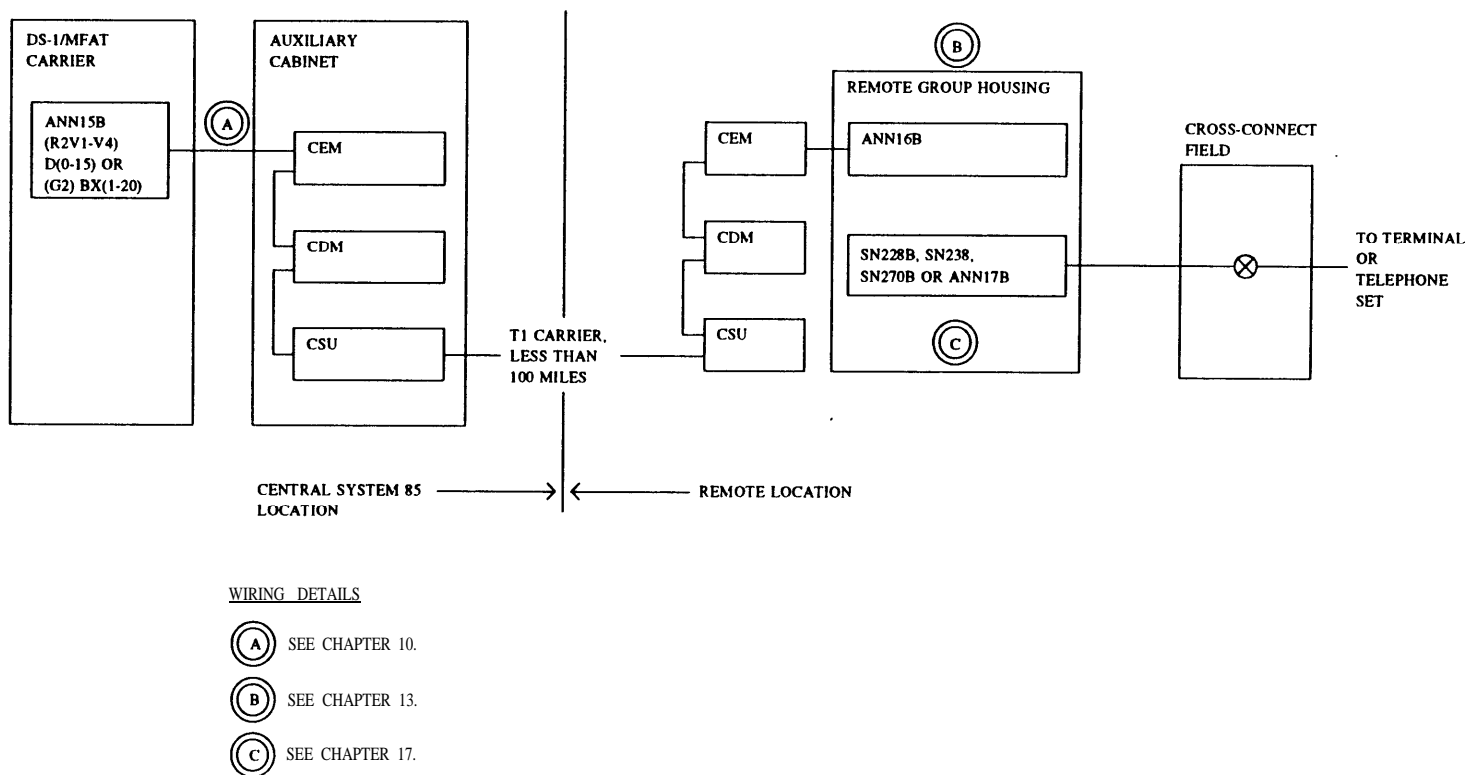 DS-1/MFAT
CARRIER
ANN15B
(R2V1-V4)
D(0-15) OR
(G2) BX(1-20)
A
AUXILIARY
CABINET
CEM
CDM
CSU
T1 CARRIER,
LESS THAN
100 MILES
CEM
CDM
CSU
B
REMOTE GROUP HOUSING
ANN16B
SN228B, SN238,
SN270B OR ANN17B
C
CROSS-CONNECT
FIELD
TO TERMINAL
OR
TELEPHONE
SET
CENTRAL SYSTEM 85
LOCATION
REMOTE LOCATION
WIRING DETAILS
A SEE CHAPTER 10.
B SEE CHAPTER 13.
C SEE CHAPTER 17.